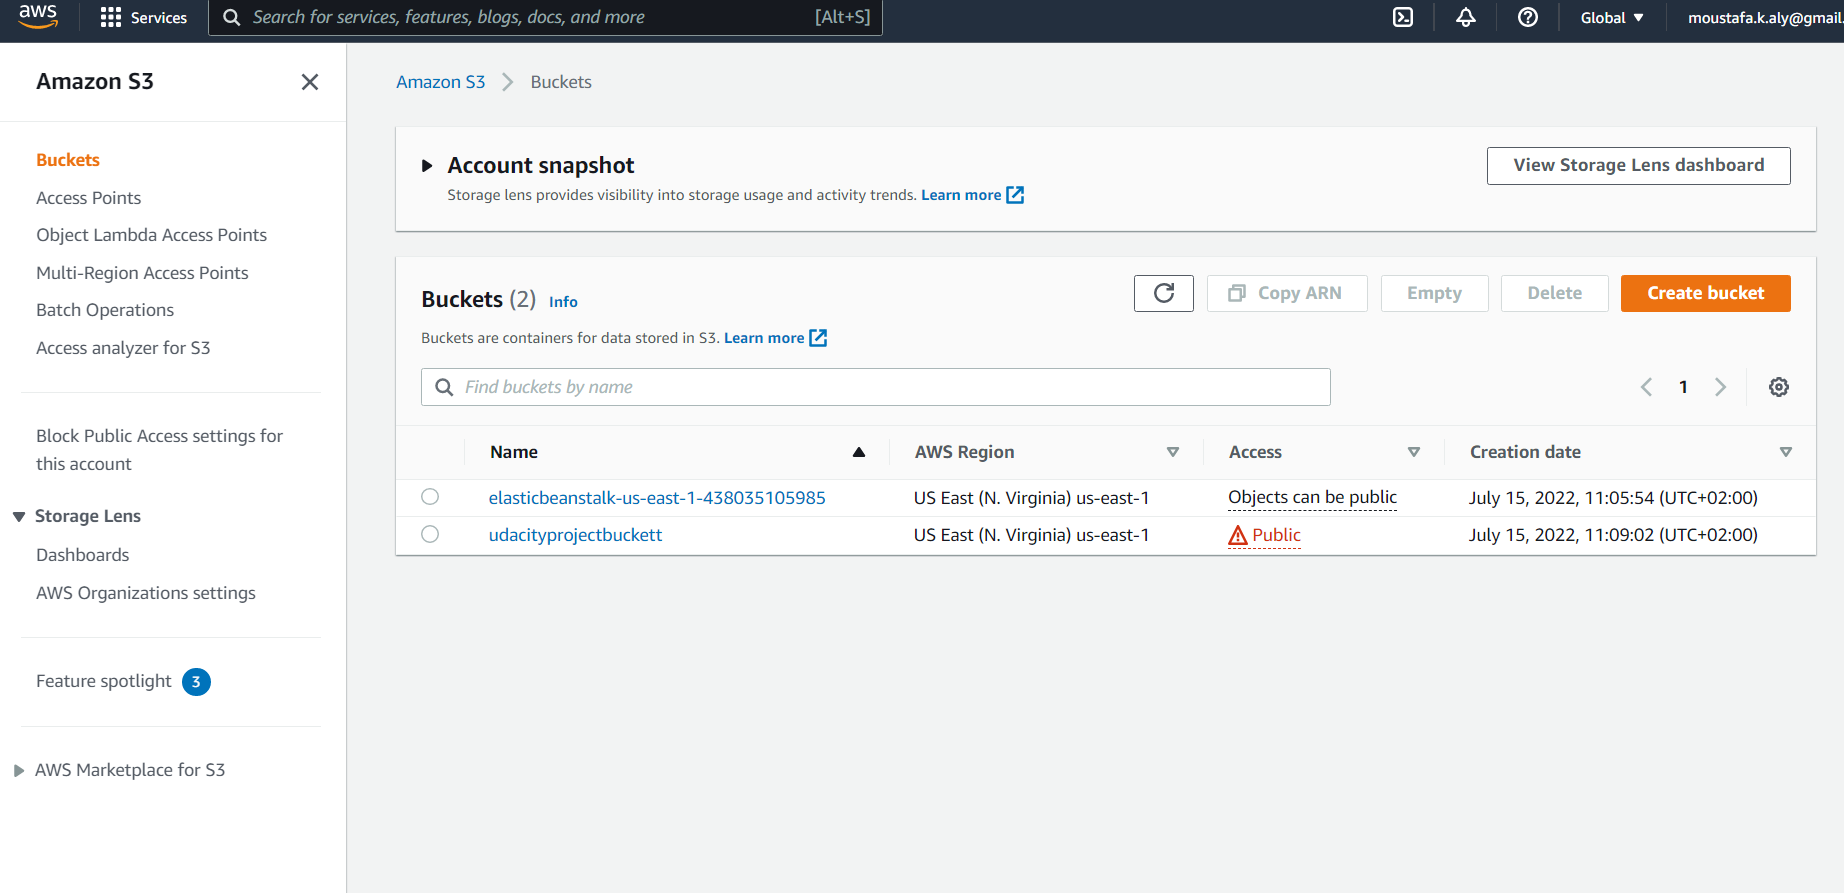 aws
Services
Search for services, features, blogs, docs, and more
[Alt+S]
Global
moustafa.k.aly@gmail.
Amazon S3
Buckets
Access Points
Object Lambda Access Points
Multi-Region Access Points
Batch Operations
Access analyzer for S3
Block Public Access settings for
this account
Storage Lens
Dashboards
AWS Organizations settings
Feature spotlight 3
AWS Marketplace for S3
Amazon S3 Buckets
Account snapshot
Storage lens provides visibility into storage usage and activity trends. Learn more
View Storage Lens dashboard
Buckets (2) Info
Copy ARN Empty Delete Create bucket
Buckets are containers for data stored in S3. Learn more
Find buckets by name
1
Name AWS Region Access Creation date
elasticbeanstalk-us-east-1-438035105985 US East (N. Virginia) us-east-1 Objects can be public July 15, 2022, 11:05:54 (UTC+02:00)
udacityprojectbuckett US East (N. Virginia) us-east-1 Public July 15, 2022, 11:09:02 (UTC+02:00)